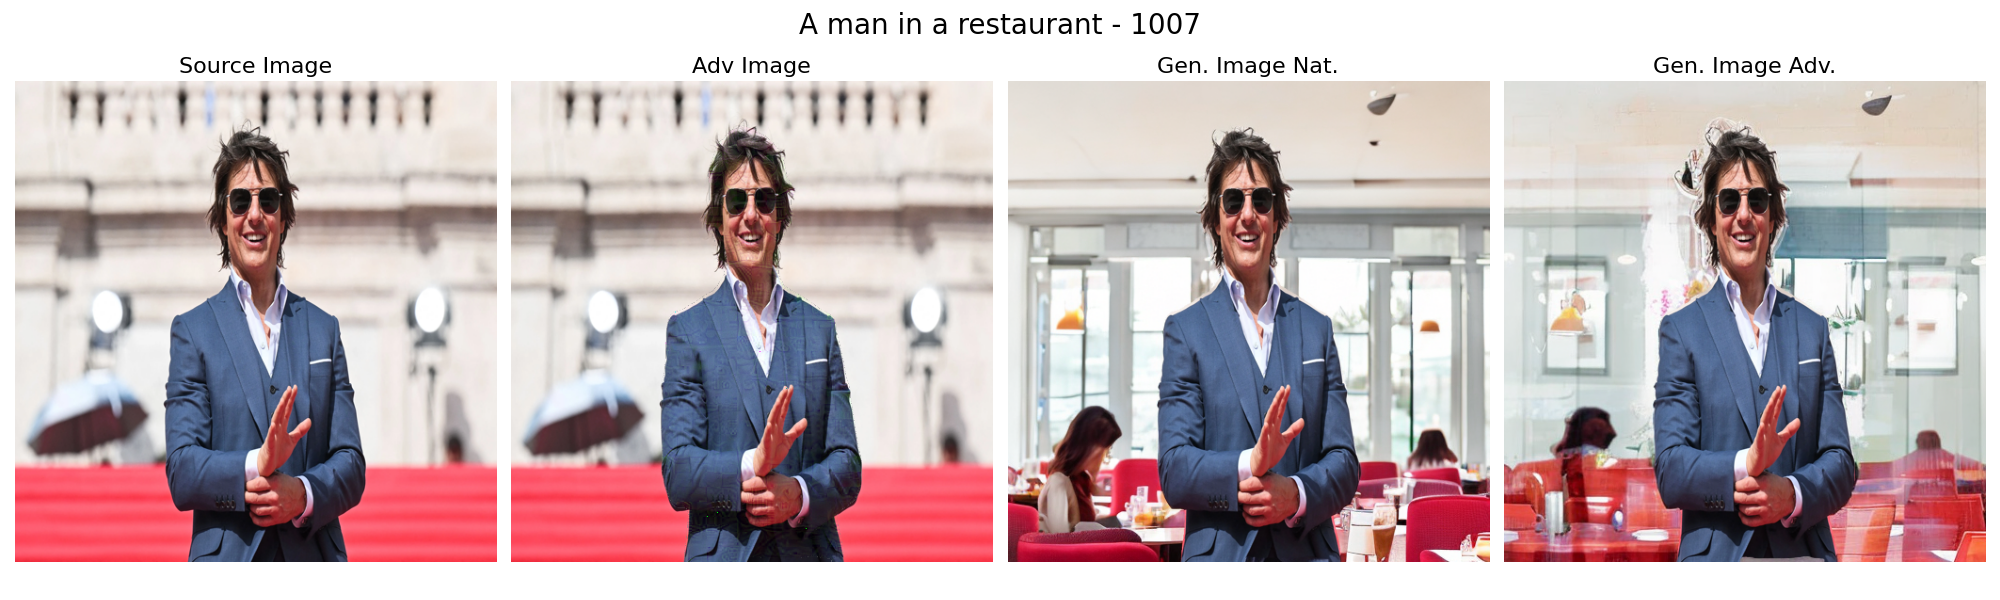 A man in a restaurant - 1007
Source Image
Adv Image
Gen. Image Nat.
Gen. Image Adv.